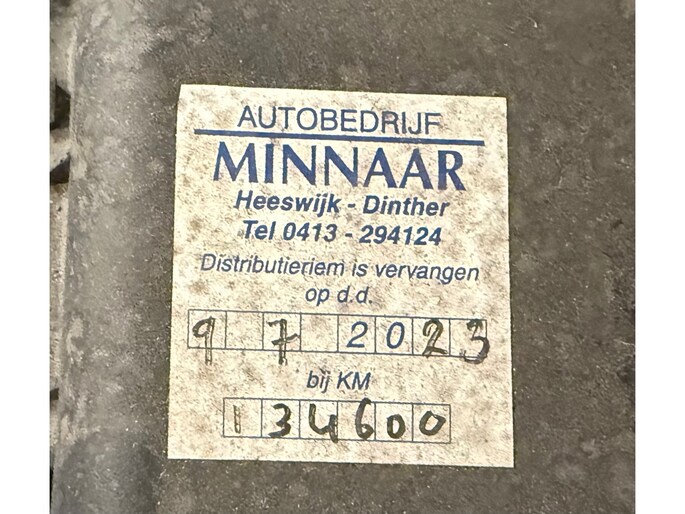 AUTOBEDRIJF
MINNAAR
Heeswijk - Dinther
Tel 0413 - 294124
Distributieriem is vervangen
op d.d.
9 7 2023
bij KM
134600